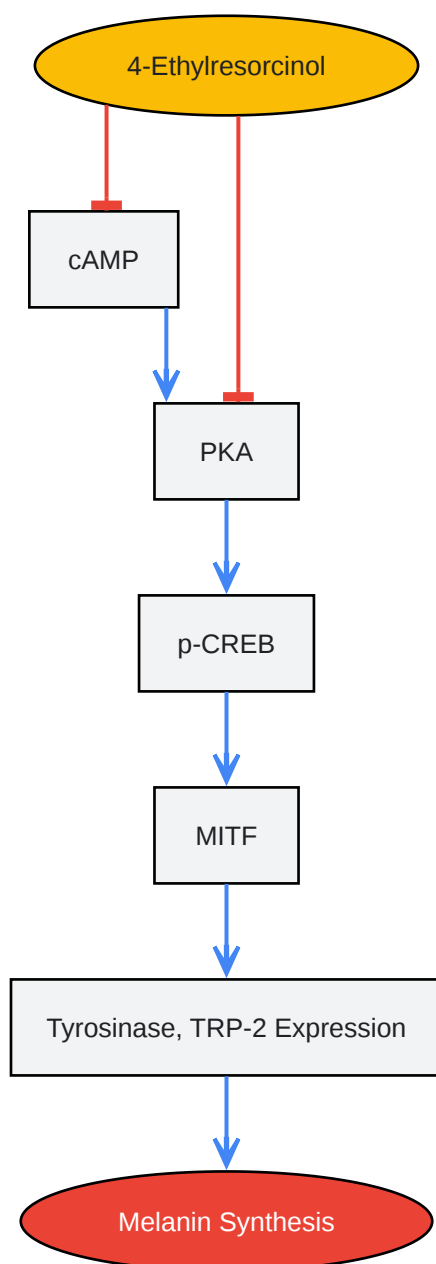 4-Ethylresorcinol
cAMP
PKA
p-CREB
MITF
Tyrosinase, TRP-2 Expression
Melanin Synthesis